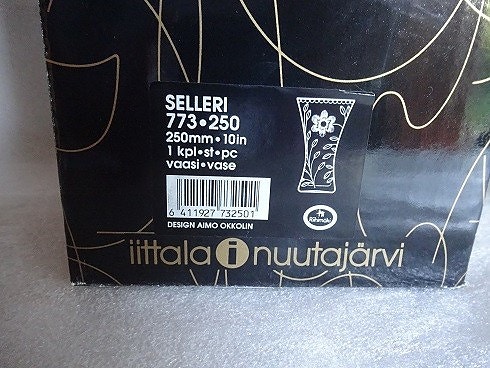 SELLERI
773•250
250mm•10in
1 kpl•st•pc
vaasi•vase
6 411927 732501
DESIGN AIMO OKKOLIN
Riihimäki
iittala i nuutajärvi